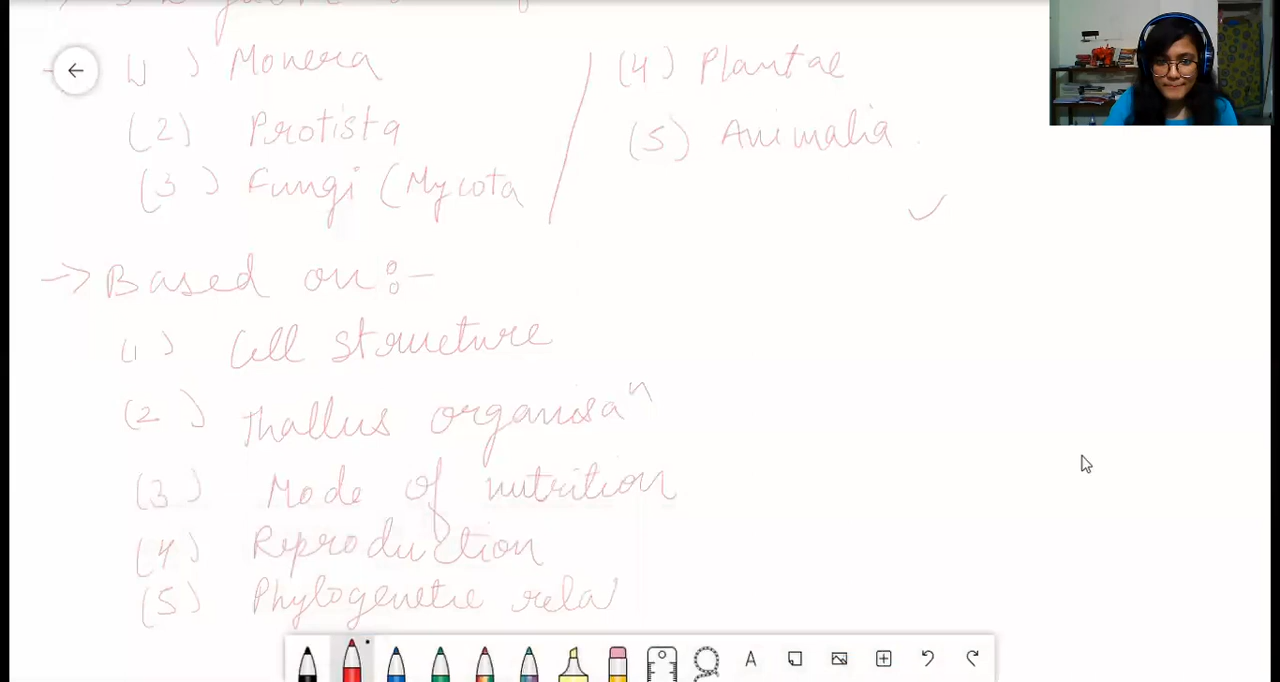 1) Monera
(2) Protista
(3) Fungi (Mycota
(4) Plantae
(5) Animalia
→ Based on:-
(1) Cell structure
(2) Thallus organisaⁿ
(3) Mode of nutrition
(4) Reproduction
(5) Phylogenetic rela
A